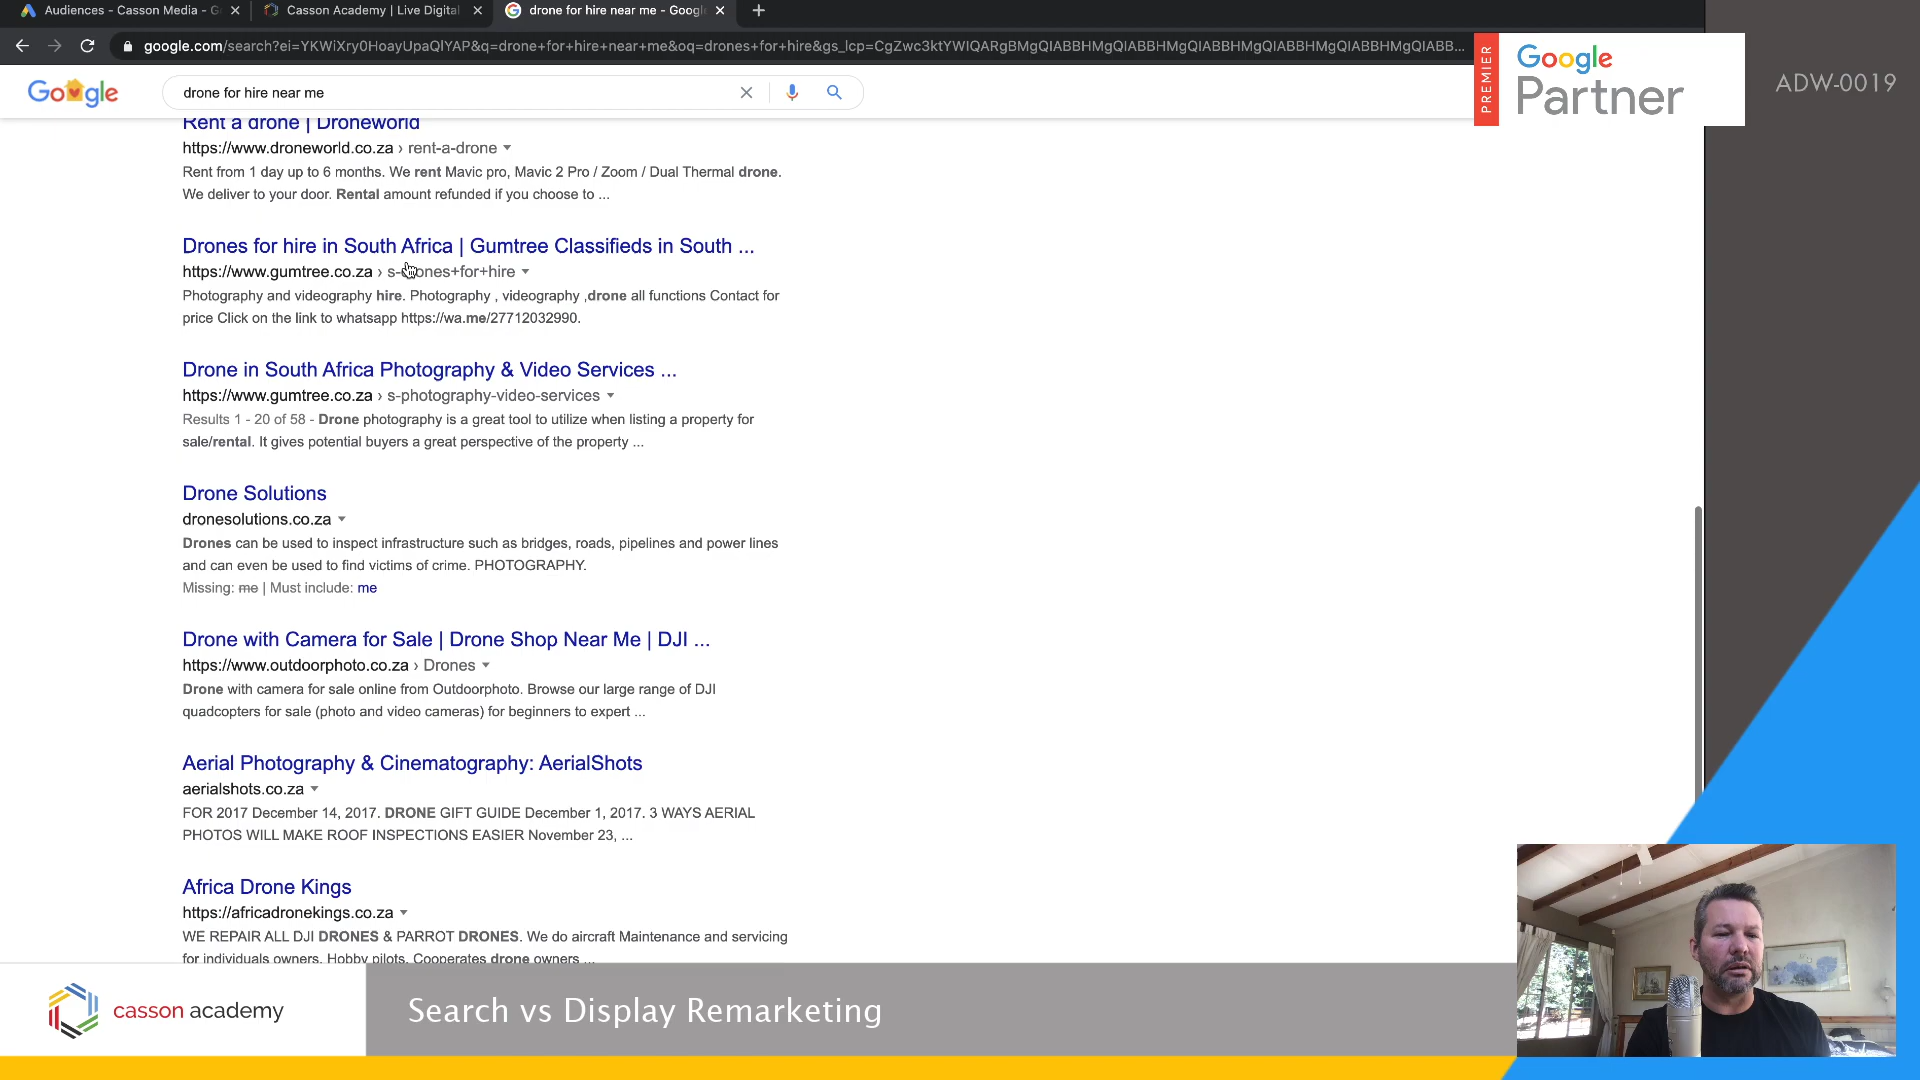 Audiences - Casson Media - G
Casson Academy | Live Digital
drone for hire near me - Google
google.com/search?ei=YKWiXry0HoayUpaQlYAP&q=drone+for+hire+near+me&oq=drones+for+hire&gs_lcp=CgZwc3ktYWIQARgBMgQIABBHMgQIABBHMgQIABBHMgQIABBHMgQIABBHMgQIABB...
PREMIER
Google
Partner
ADW-0019
Google
drone for hire near me
Rent a drone | Droneworld
https://www.droneworld.co.za › rent-a-drone
Rent from 1 day up to 6 months. We rent Mavic pro, Mavic 2 Pro / Zoom / Dual Thermal drone.
We deliver to your door. Rental amount refunded if you choose to ...
Drones for hire in South Africa | Gumtree Classifieds in South ...
https://www.gumtree.co.za › s-drones+for+hire
Photography and videography hire. Photography , videography ,drone all functions Contact for
price Click on the link to whatsapp https://wa.me/27712032990.
Drone in South Africa Photography & Video Services ...
https://www.gumtree.co.za › s-photography-video-services
Results 1 - 20 of 58 - Drone photography is a great tool to utilize when listing a property for
sale/rental. It gives potential buyers a great perspective of the property ...
Drone Solutions
dronesolutions.co.za
Drones can be used to inspect infrastructure such as bridges, roads, pipelines and power lines
and can even be used to find victims of crime. PHOTOGRAPHY.
Missing: me | Must include: me
Drone with Camera for Sale | Drone Shop Near Me | DJI ...
https://www.outdoorphoto.co.za › Drones
Drone with camera for sale online from Outdoorphoto. Browse our large range of DJI
quadcopters for sale (photo and video cameras) for beginners to expert ...
Aerial Photography & Cinematography: AerialShots
aerialshots.co.za
FOR 2017 December 14, 2017. DRONE GIFT GUIDE December 1, 2017. 3 WAYS AERIAL
PHOTOS WILL MAKE ROOF INSPECTIONS EASIER November 23, ...
Africa Drone Kings
https://africadronekings.co.za
WE REPAIR ALL DJI DRONES & PARROT DRONES. We do aircraft Maintenance and servicing
for individuals owners. Hobby pilots. Cooperates drone owners ...
casson academy
Search vs Display Remarketing